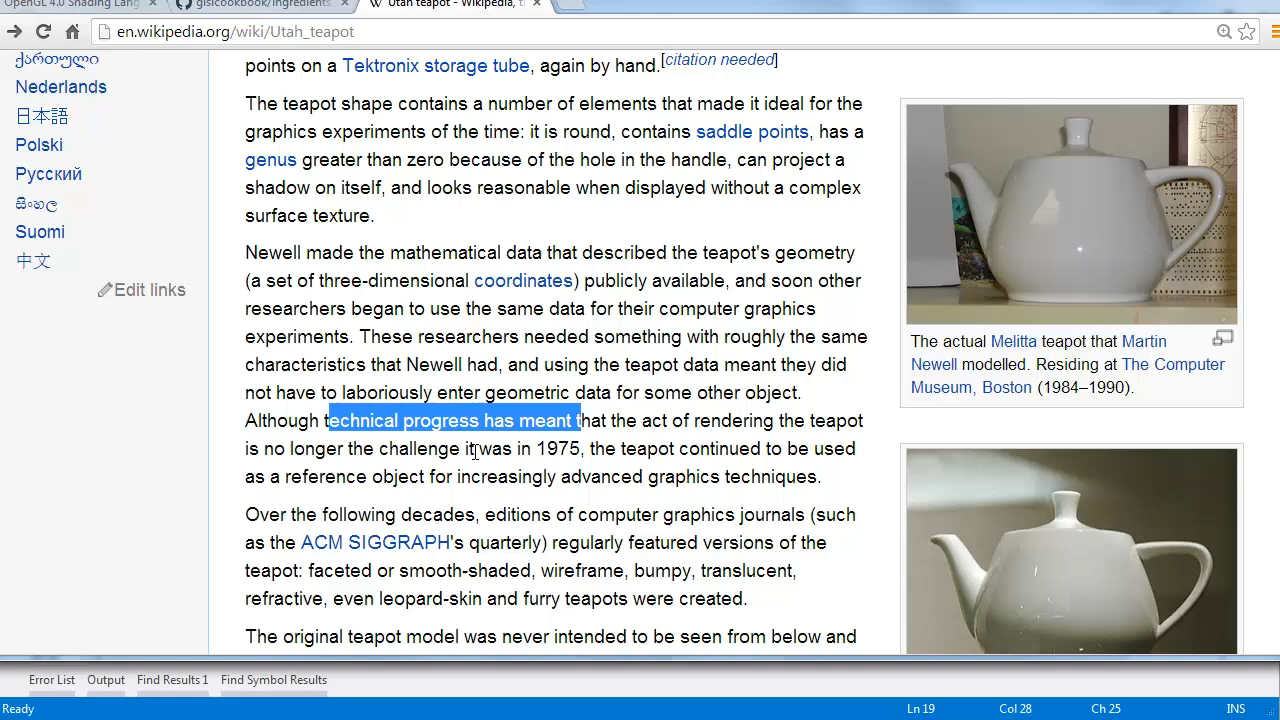 OpenGL 4.0 Shading Lang
glslcookbook/ingredients
Utah teapot - Wikipedia, t
en.wikipedia.org/wiki/Utah_teapot
ქართული
Nederlands
日本語
Polski
Русский
සිංහල
Suomi
中文
Edit links
points on a Tektronix storage tube, again by hand.[citation needed]
The teapot shape contains a number of elements that made it ideal for the
graphics experiments of the time: it is round, contains saddle points, has a
genus greater than zero because of the hole in the handle, can project a
shadow on itself, and looks reasonable when displayed without a complex
surface texture.
Newell made the mathematical data that described the teapot's geometry
(a set of three-dimensional coordinates) publicly available, and soon other
researchers began to use the same data for their computer graphics
experiments. These researchers needed something with roughly the same
characteristics that Newell had, and using the teapot data meant they did
not have to laboriously enter geometric data for some other object.
Although technical progress has meant that the act of rendering the teapot
is no longer the challenge it was in 1975, the teapot continued to be used
as a reference object for increasingly advanced graphics techniques.
Over the following decades, editions of computer graphics journals (such
as the ACM SIGGRAPH's quarterly) regularly featured versions of the
teapot: faceted or smooth-shaded, wireframe, bumpy, translucent,
refractive, even leopard-skin and furry teapots were created.
The original teapot model was never intended to be seen from below and
The actual Melitta teapot that Martin
Newell modelled. Residing at The Computer
Museum, Boston (1984–1990).
Error List
Output
Find Results 1
Find Symbol Results
Ready
Ln 19
Col 28
Ch 25
INS